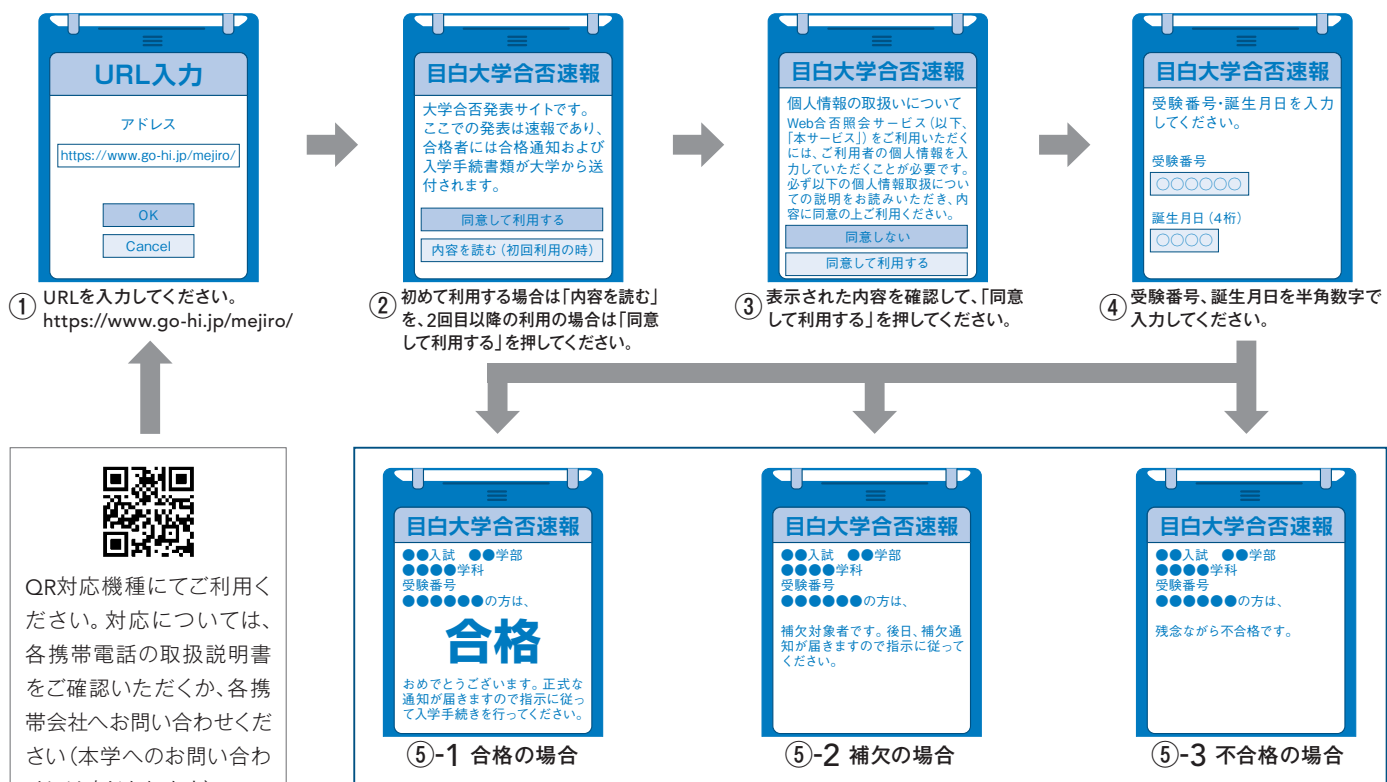 URL入力
アドレス
https://www.go-hi.jp/mejiro/
OK
Cancel
① URLを入力してください。
https://www.go-hi.jp/mejiro/
目白大学合否速報
大学合否発表サイトです。
ここでの発表は速報であり、
合格者には合格通知および
入学手続書類が大学から送
付されます。
同意して利用する
内容を読む（初回利用の時）
② 初めて利用する場合は「内容を読む」
を、2回目以降の利用の場合は「同意
して利用する」を押してください。
目白大学合否速報
個人情報の取扱いについて
Web合否照会サービス（以下、
「本サービス」）をご利用いただく
には、ご利用者の個人情報を入
力していただくことが必要です。
必ず以下の個人情報取扱につい
ての説明をお読みいただき、内
容に同意の上ご利用ください。
同意しない
同意して利用する
③ 表示された内容を確認して、「同意
して利用する」を押してください。
目白大学合否速報
受験番号・誕生月日を入力
してください。
受験番号
○○○○○○
誕生月日（4桁）
○○○○
④ 受験番号、誕生月日を半角数字で
入力してください。
QR対応機種にてご利用く
ださい。対応については、
各携帯電話の取扱説明書
をご確認いただくか、各携
帯会社へお問い合わせくだ
さい（本学へのお問い合わ
目白大学合否速報
●●入試 ●●学部
●●●●学科
受験番号
●●●●●●の方は、
合格
おめでとうございます。正式な
通知が届きますので指示に従っ
て入学手続きを行ってください。
⑤-1 合格の場合
目白大学合否速報
●●入試 ●●学部
●●●●学科
受験番号
●●●●●●の方は、
補欠対象者です。後日、補欠通
知が届きますので指示に従って
ください。
⑤-2 補欠の場合
目白大学合否速報
●●入試 ●●学部
●●●●学科
受験番号
●●●●●●の方は、
残念ながら不合格です。
⑤-3 不合格の場合